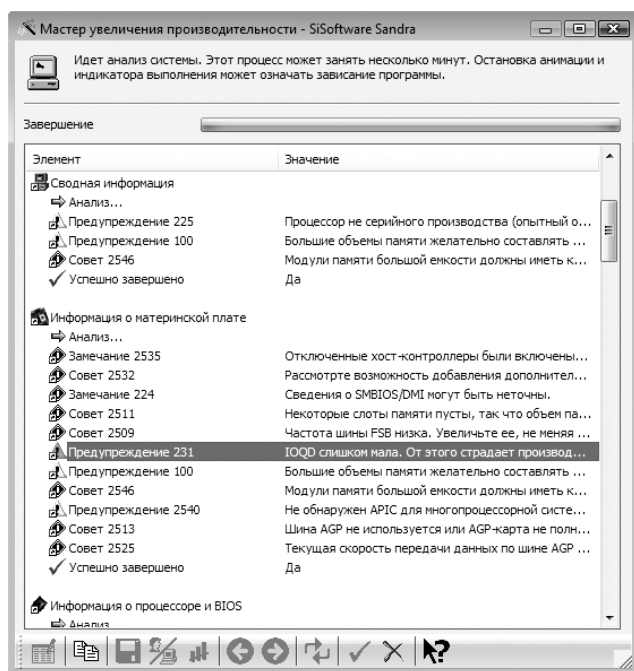 Мастер увеличения производительности - SiSoftware Sandra
Идет анализ системы. Этот процесс может занять несколько минут. Остановка анимации и
индикатора выполнения может означать зависание программы.
Завершение
Элемент Значение
Сводная информация
Анализ...
Предупреждение 225 Процессор не серийного производства (опытный о...
Предупреждение 100 Большие объемы памяти желательно составлять ...
Совет 2546 Модули памяти большой емкости должны иметь к...
Успешно завершено Да
Информация о материнской плате
Анализ...
Замечание 2535 Отключенные хост-контроллеры были включены...
Совет 2532 Рассмотрте возможность добавления дополнител...
Замечание 224 Сведения о SMBIOS/DMI могут быть неточны.
Совет 2511 Некоторые слоты памяти пусты, так что объем па...
Совет 2509 Частота шины FSB низка. Увеличьте ее, не меняя ...
Предупреждение 231 IOQD слишком мала. От этого страдает производ...
Предупреждение 100 Большие объемы памяти желательно составлять ...
Совет 2546 Модули памяти большой емкости должны иметь к...
Предупреждение 2540 Не обнаружен APIC для многопроцессорной систе...
Совет 2513 Шина AGP не используется или AGP-карта не полн...
Совет 2525 Текущая скорость передачи данных по шине AGP ...
Успешно завершено Да
Информация о процессоре и BIOS
Анализ